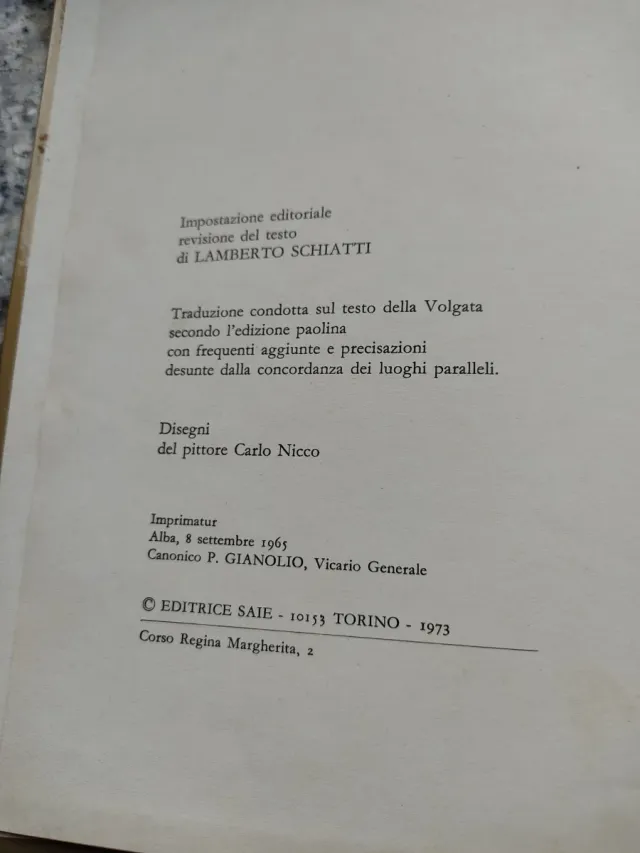 Impostazione editoriale
revisione del testo
di LAMBERTO SCHIATTI
Traduzione condotta sul testo della Volgata
secondo l'edizione paolina
con frequenti aggiunte e precisazioni
desunte dalla concordanza dei luoghi paralleli.
Disegni
del pittore Carlo Nicco
Imprimatur
Alba, 8 settembre 1965
Canonico P. GIANOLIO, Vicario Generale
© EDITRICE SAIE - 10153 TORINO - 1973
Corso Regina Margherita, 2